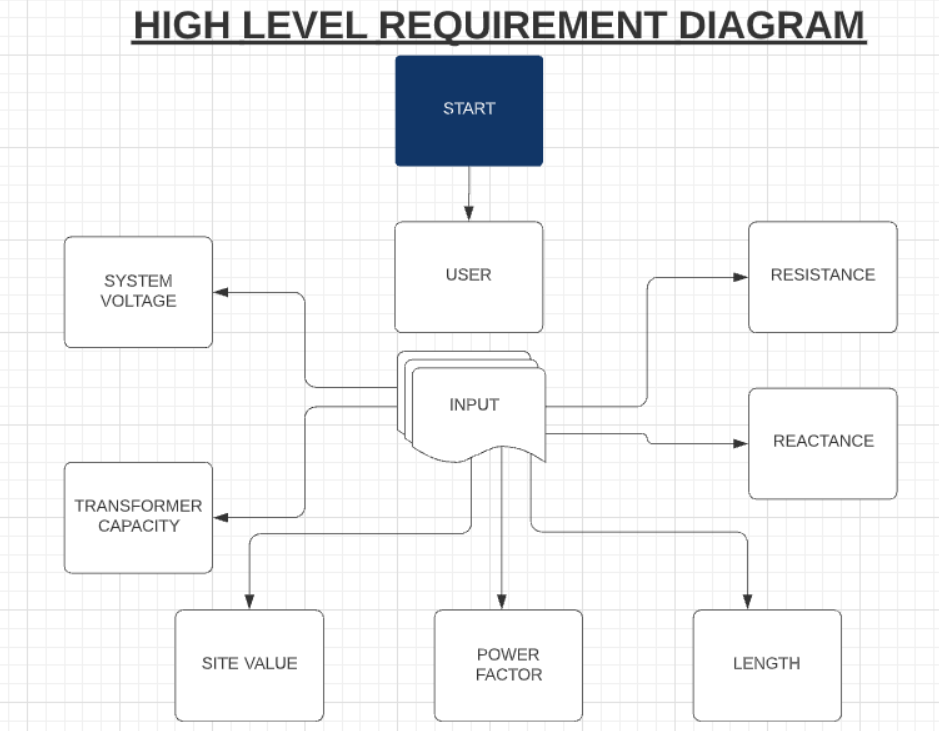 HIGH LEVEL REQUIREMENT DIAGRAM
START
USER
SYSTEM
VOLTAGE
RESISTANCE
INPUT
REACTANCE
TRANSFORMER
CAPACITY
SITE VALUE
POWER
FACTOR
LENGTH